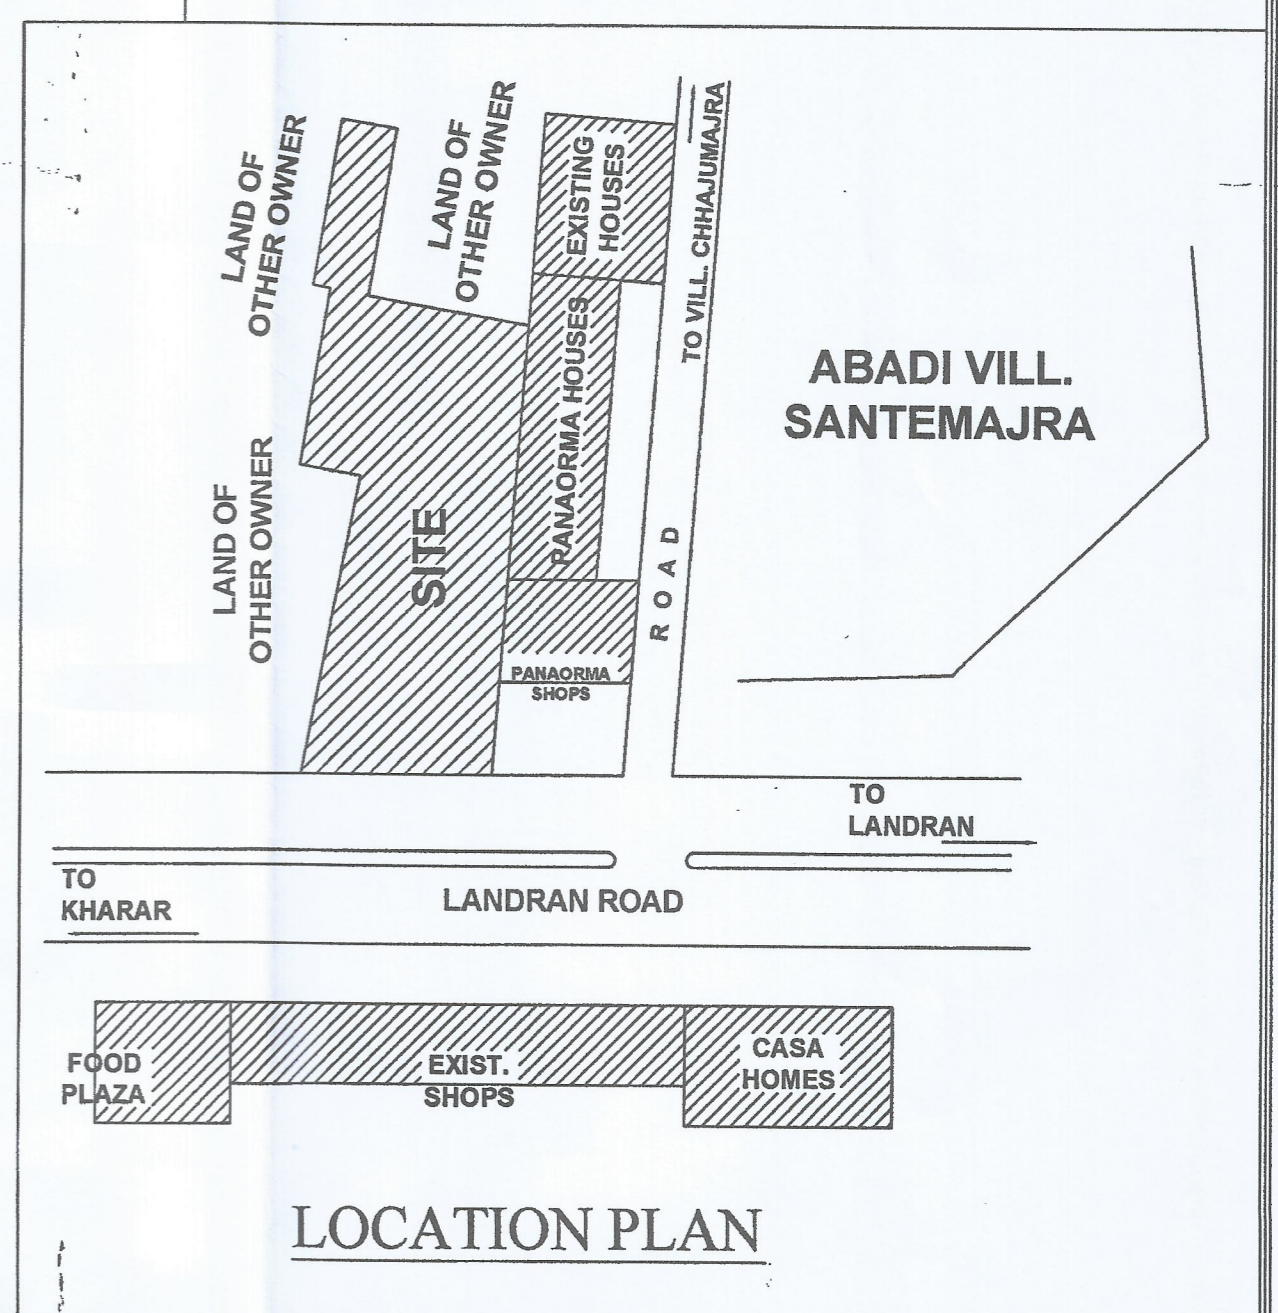 LAND OF
OTHER OWNER
LAND OF
OTHER OWNER
EXISTING
HOUSES
TO VILL. CHHAJUMAJRA
ABADI VILL.
SANTEMAJRA
PANAORMA HOUSES
LAND OF
OTHER OWNER
SITE
ROAD
PANAORMA
SHOPS
TO
LANDRAN
TO
KHARAR
LANDRAN ROAD
FOOD
PLAZA
EXIST.
SHOPS
CASA
HOMES
LOCATION PLAN